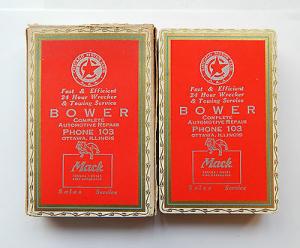 Fast & Efficient
24 Hour Wrecker
& Towing Service
BOWER
COMPLETE
AUTOMOTIVE REPAIR
PHONE 103
OTTAWA, ILLINOIS
Mack
Sales Service
Fast & Efficient
24 Hour Wrecker
& Towing Service
BOWER
COMPLETE
AUTOMOTIVE REPAIR
PHONE 103
OTTAWA, ILLINOIS
Mack
Sales Service